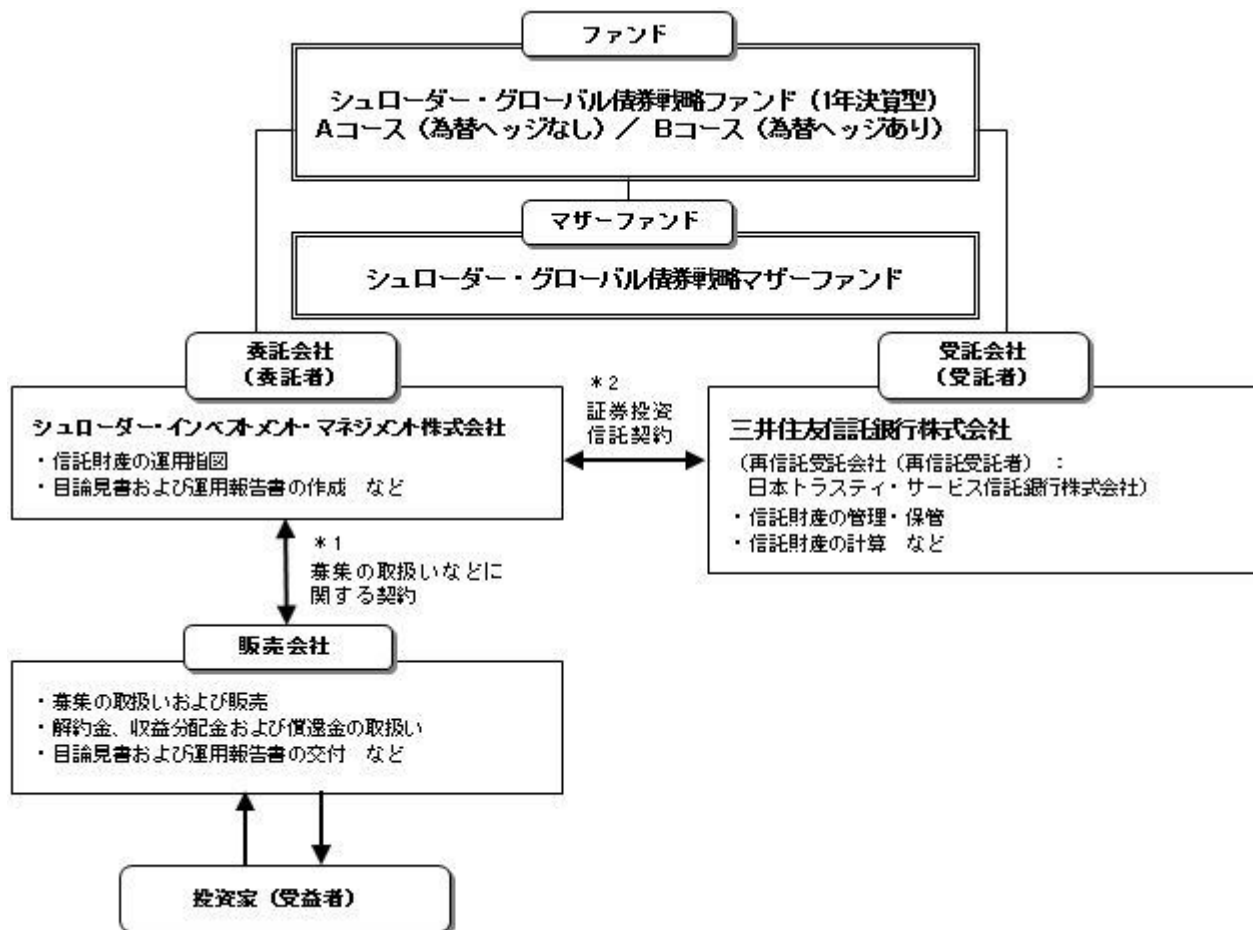 ファンド
シュローダー・グローバル債券戦略ファンド（1年決算型）
Aコース（為替ヘッジなし）／ Bコース（為替ヘッジあり）
マザーファンド
シュローダー・グローバル債券戦略マザーファンド
委託会社
（委託者）
シュローダー・インベストメント・マネジメント株式会社
・信託財産の運用指図
・目論見書および運用報告書の作成　など
＊2
証券投資
信託契約
受託会社
（受託者）
三井住友信託銀行株式会社
（再信託受託会社（再信託受託者）：
日本トラスティ・サービス信託銀行株式会社）
・信託財産の管理・保管
・信託財産の計算　など
＊1
募集の取扱いなどに
関する契約
販売会社
・募集の取扱いおよび販売
・解約金、収益分配金および償還金の取扱い
・目論見書および運用報告書の交付　など
投資家（受益者）